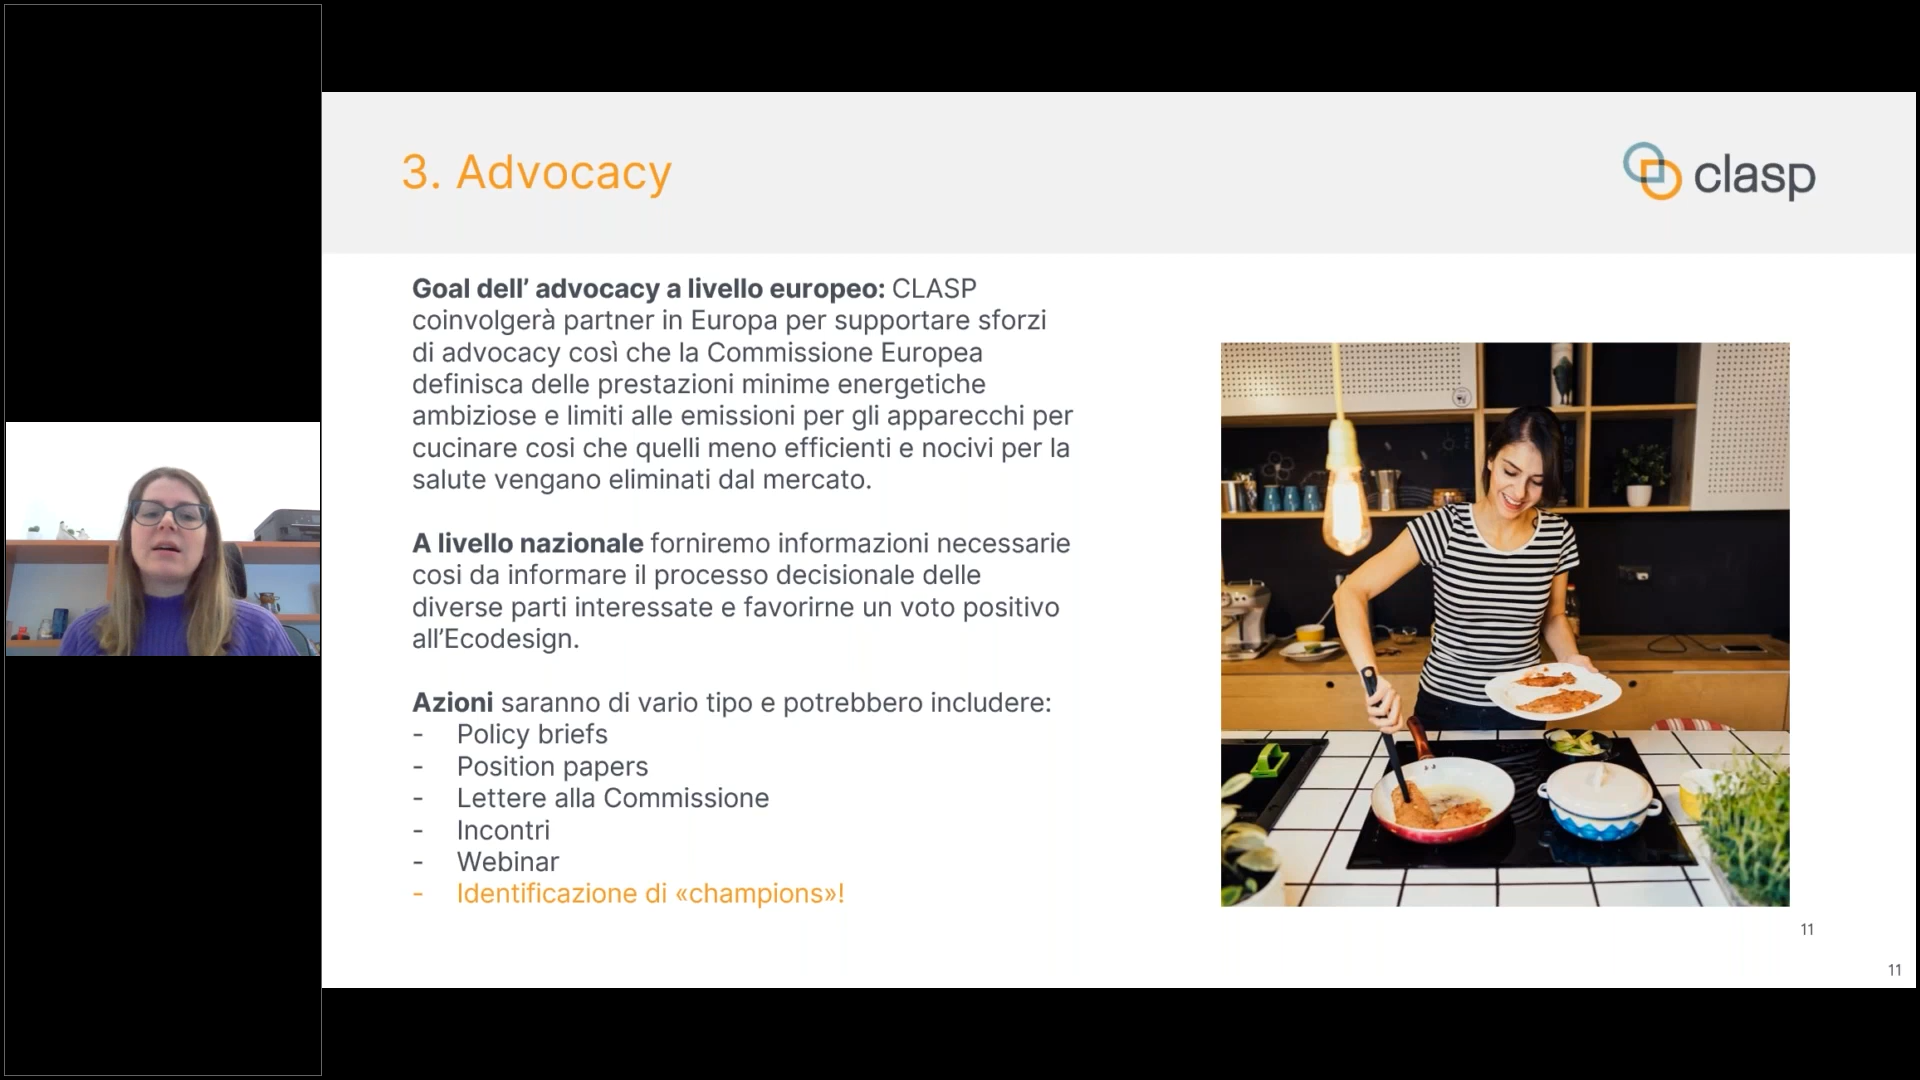 3. Advocacy
clasp
Goal dell’ advocacy a livello europeo: CLASP
coinvolgerà partner in Europa per supportare sforzi
di advocacy così che la Commissione Europea
definisca delle prestazioni minime energetiche
ambiziose e limiti alle emissioni per gli apparecchi per
cucinare cosi che quelli meno efficienti e nocivi per la
salute vengano eliminati dal mercato.
A livello nazionale forniremo informazioni necessarie
cosi da informare il processo decisionale delle
diverse parti interessate e favorirne un voto positivo
all’Ecodesign.
Azioni saranno di vario tipo e potrebbero includere:
- Policy briefs
- Position papers
- Lettere alla Commissione
- Incontri
- Webinar
- Identificazione di «champions»!
11
11